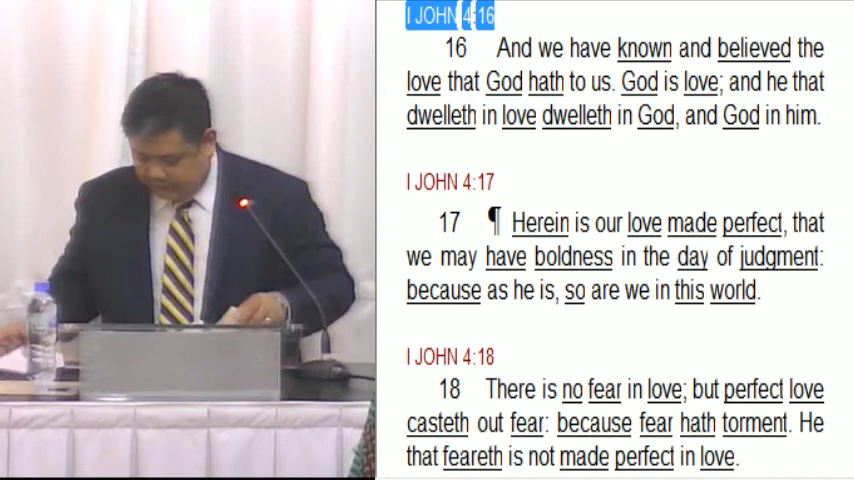 I JOHN 4:16
16 And we have known and believed the
love that God hath to us. God is love; and he that
dwelleth in love dwelleth in God, and God in him.
I JOHN 4:17
17 ¶ Herein is our love made perfect, that
we may have boldness in the day of judgment:
because as he is, so are we in this world.
I JOHN 4:18
18 There is no fear in love; but perfect love
casteth out fear: because fear hath torment. He
that feareth is not made perfect in love.